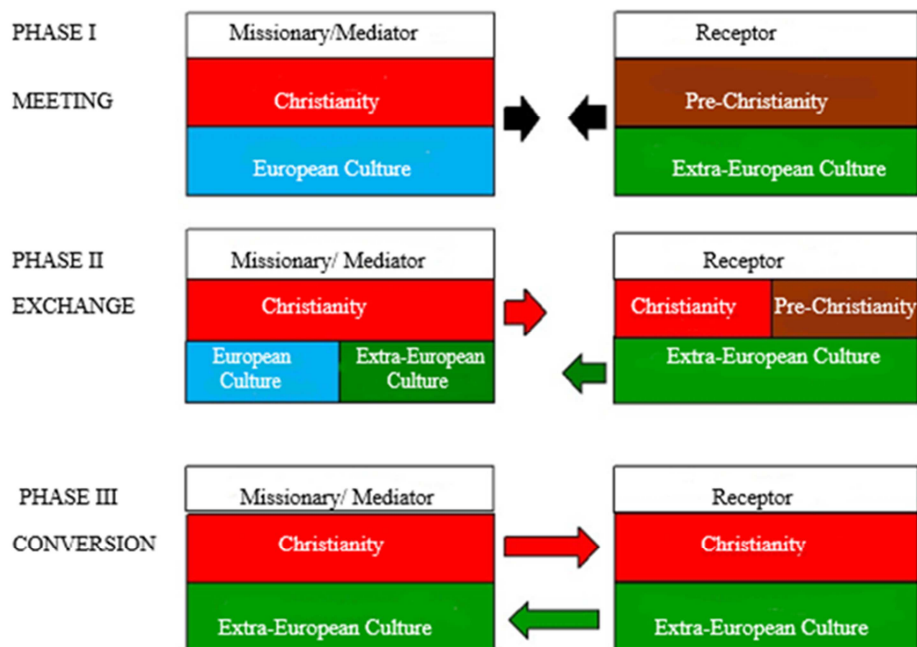 PHASE I
Missionary/Mediator
Receptor
MEETING
Christianity
Pre-Christianity
European Culture
Extra-European Culture
PHASE II
Missionary/ Mediator
Receptor
EXCHANGE
Christianity
Christianity
Pre-Christianity
European
Culture
Extra-European
Culture
Extra-European Culture
PHASE III
Missionary/ Mediator
Receptor
CONVERSION
Christianity
Christianity
Extra-European Culture
Extra-European Culture